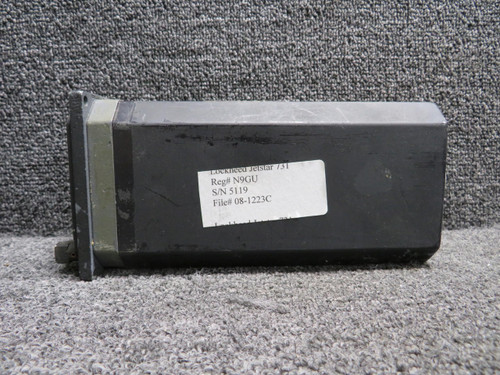 Lockheed Jetstar 731
Reg# N9GU
S/N 5119
File# 08-1223C